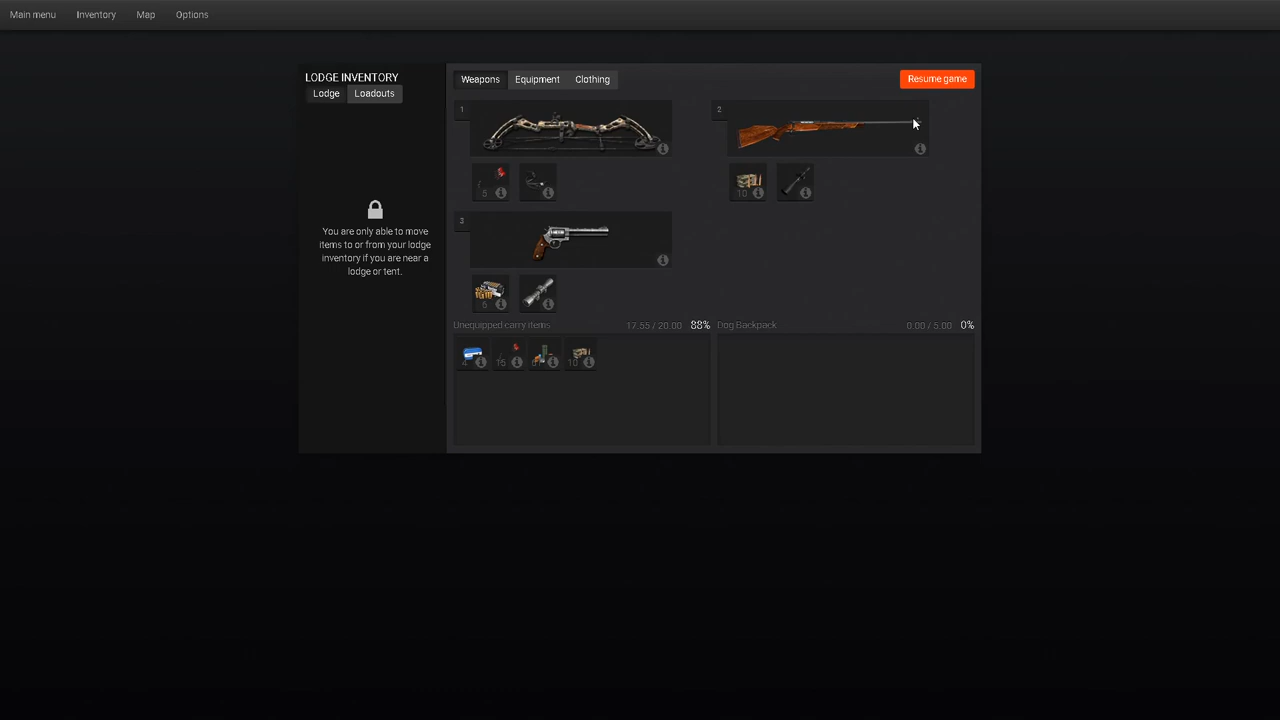 Main menu Inventory Map Options
LODGE INVENTORY
Lodge Loadouts
Weapons Equipment Clothing
Resume game
1
2
5
10
You are only able to move
items to or from your lodge
inventory if you are near a
lodge or tent.
3
Unequipped carry items 17.55 / 20.00 88%
Dog Backpack 0.00 / 5.00 0%
4 15 10